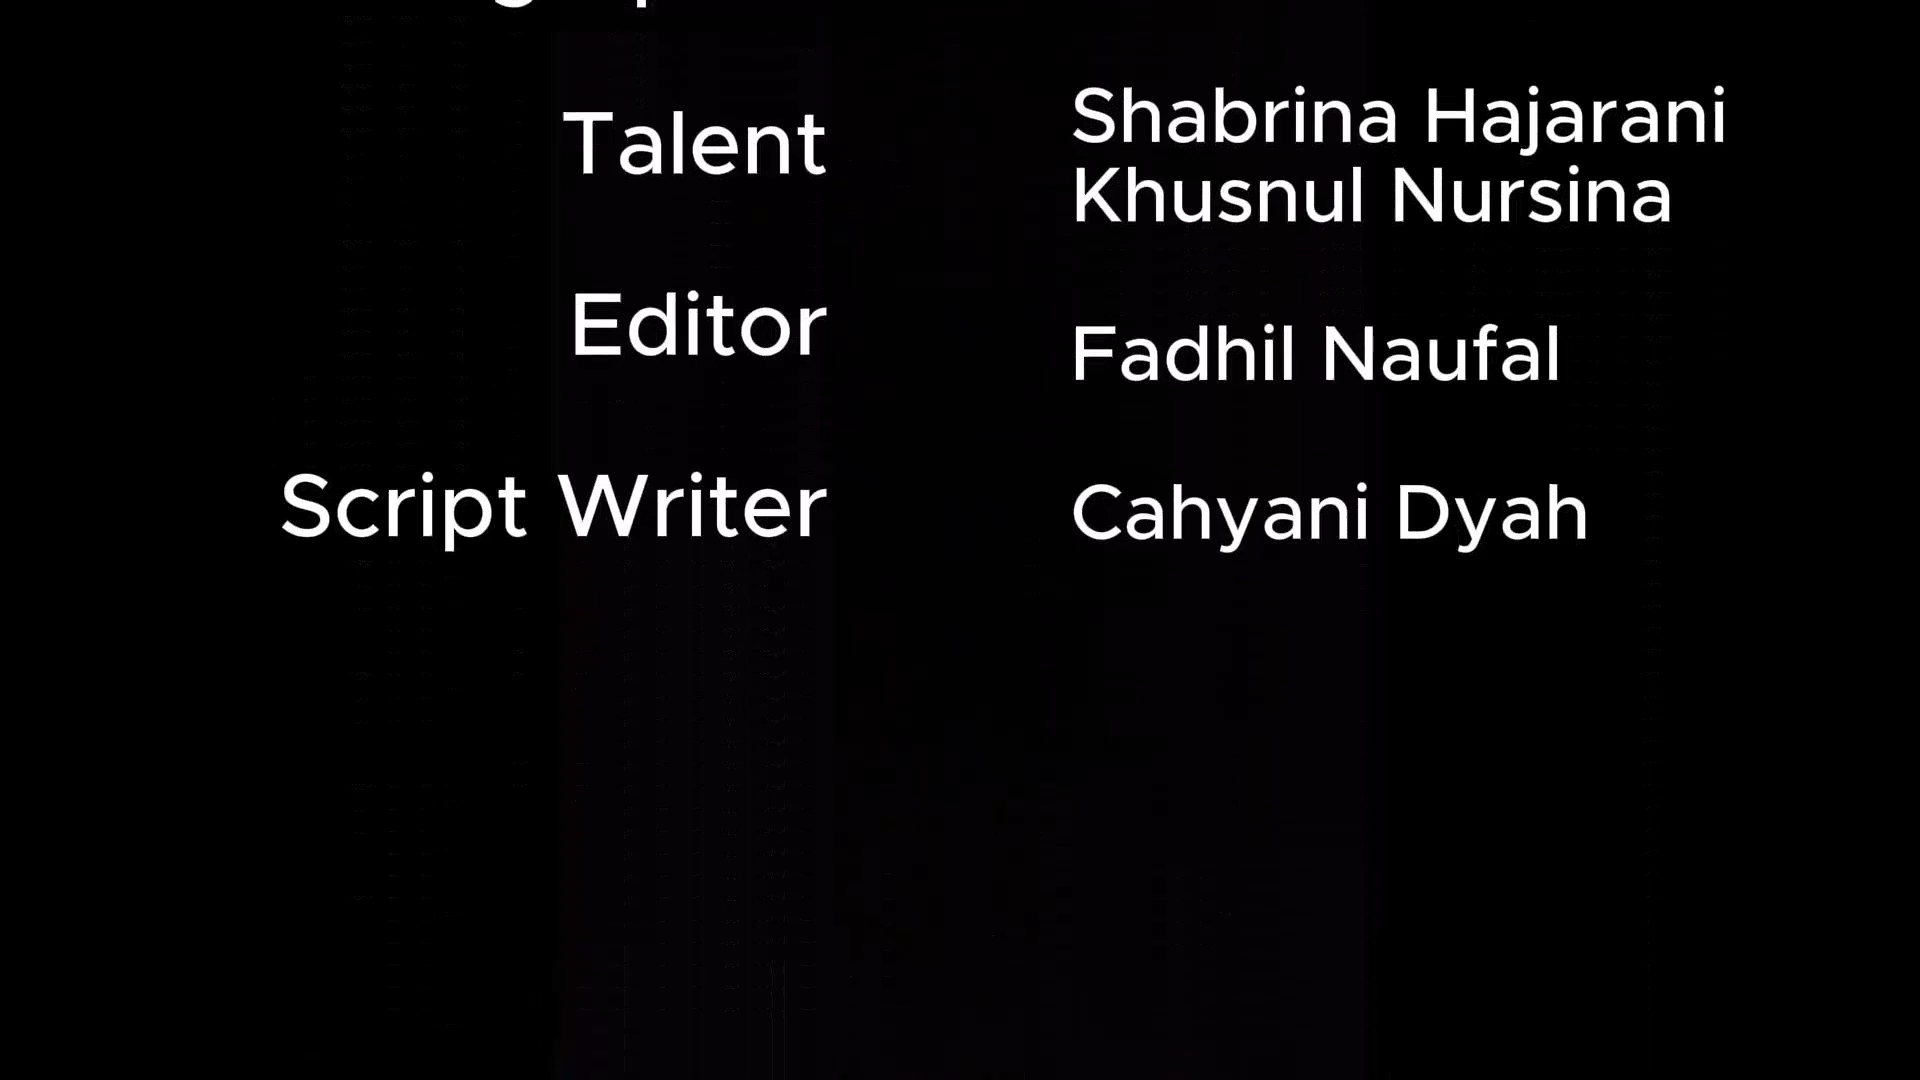 Talent
Shabrina Hajarani
Khusnul Nursina
Editor
Fadhil Naufal
Script Writer
Cahyani Dyah